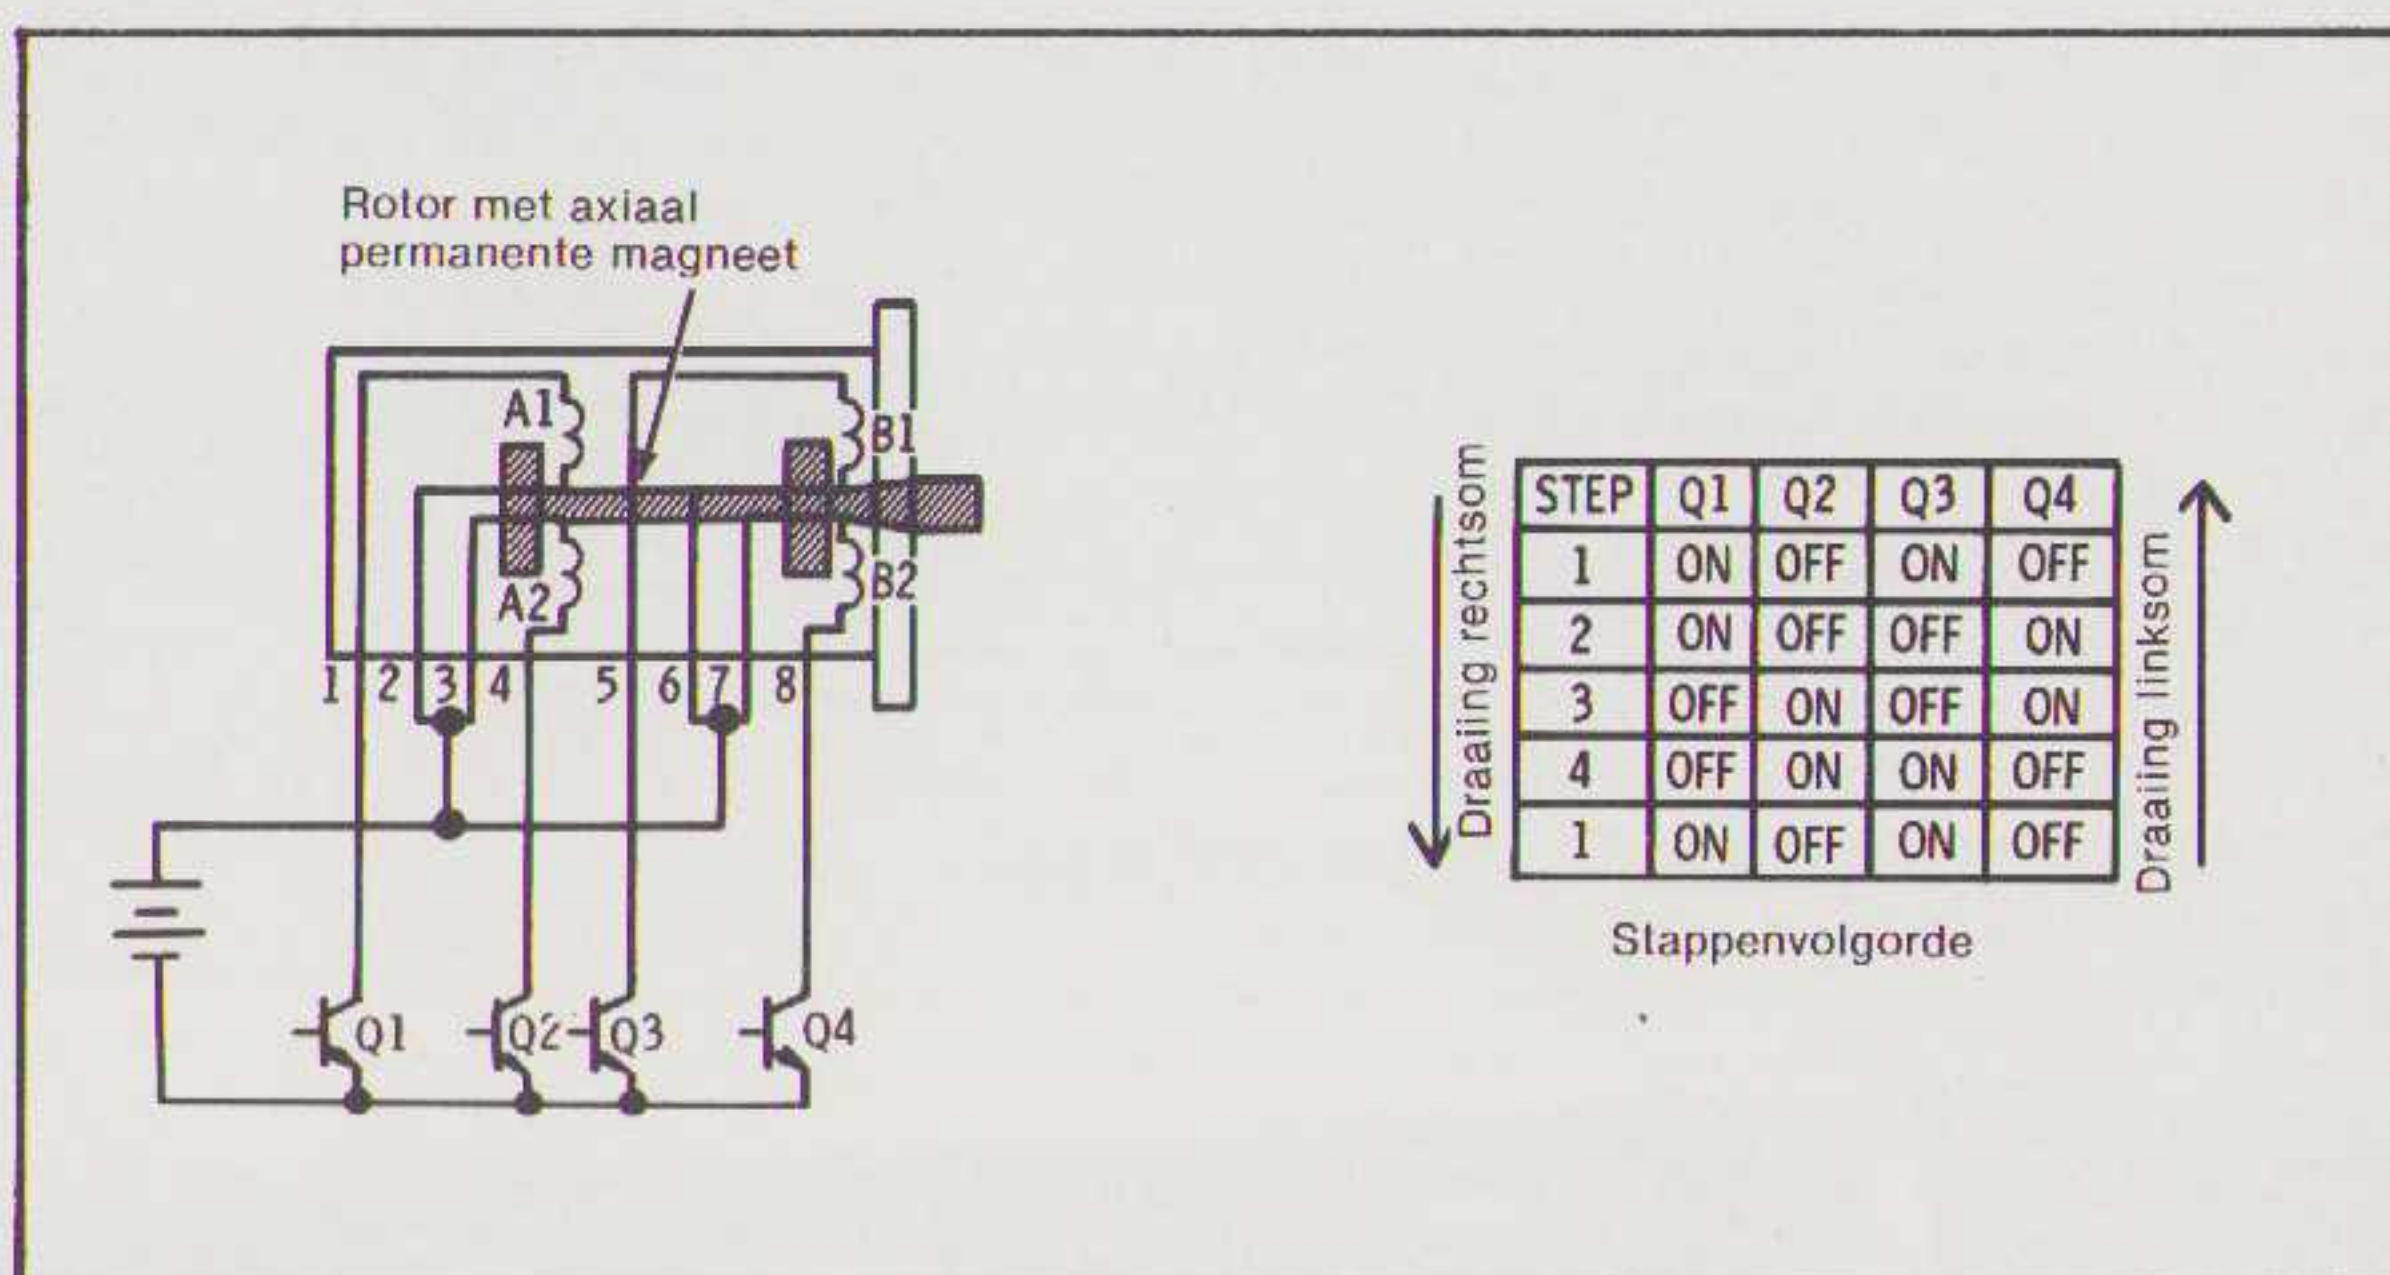 Rotor met axiaal
permanente magneet
A1
B1
A2
B2
1 2 3 4 5 6 7 8
Q1 Q2 Q3 Q4
Draaiing rechtsom
STEP Q1 Q2 Q3 Q4
1 ON OFF ON OFF
2 ON OFF OFF ON
3 OFF ON OFF ON
4 OFF ON ON OFF
1 ON OFF ON OFF
Draaiing linksom
Stappenvolgorde